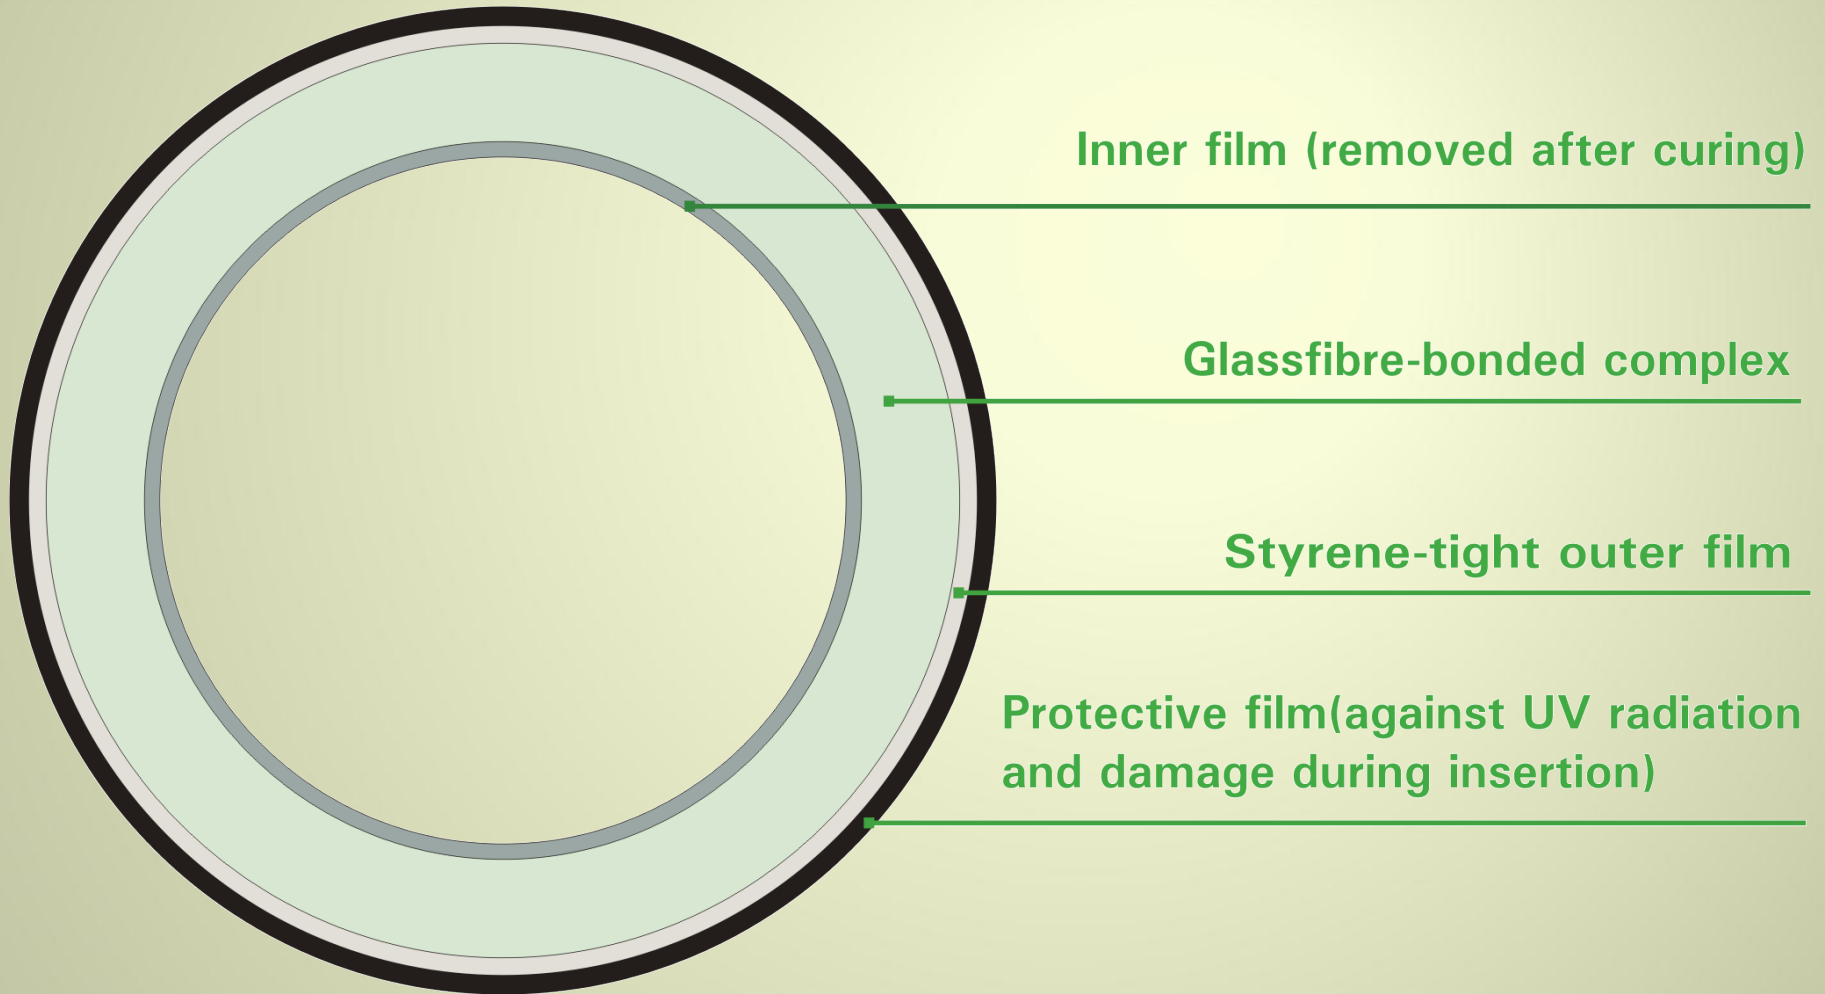 Inner film (removed after curing)
Glassfibre-bonded complex
Styrene-tight outer film
Protective film(against UV radiation
and damage during insertion)